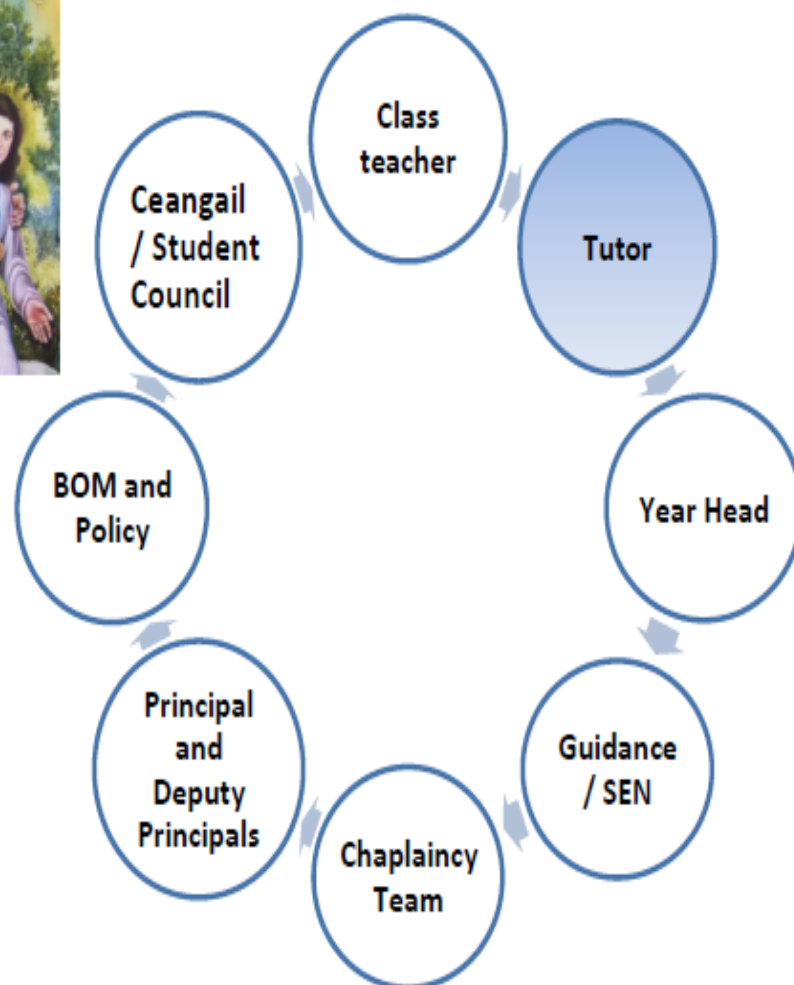 Class
teacher
Tutor
Year Head
Guidance
/ SEN
Chaplaincy
Team
Principal
and
Deputy
Principals
BOM and
Policy
Ceangail
/ Student
Council